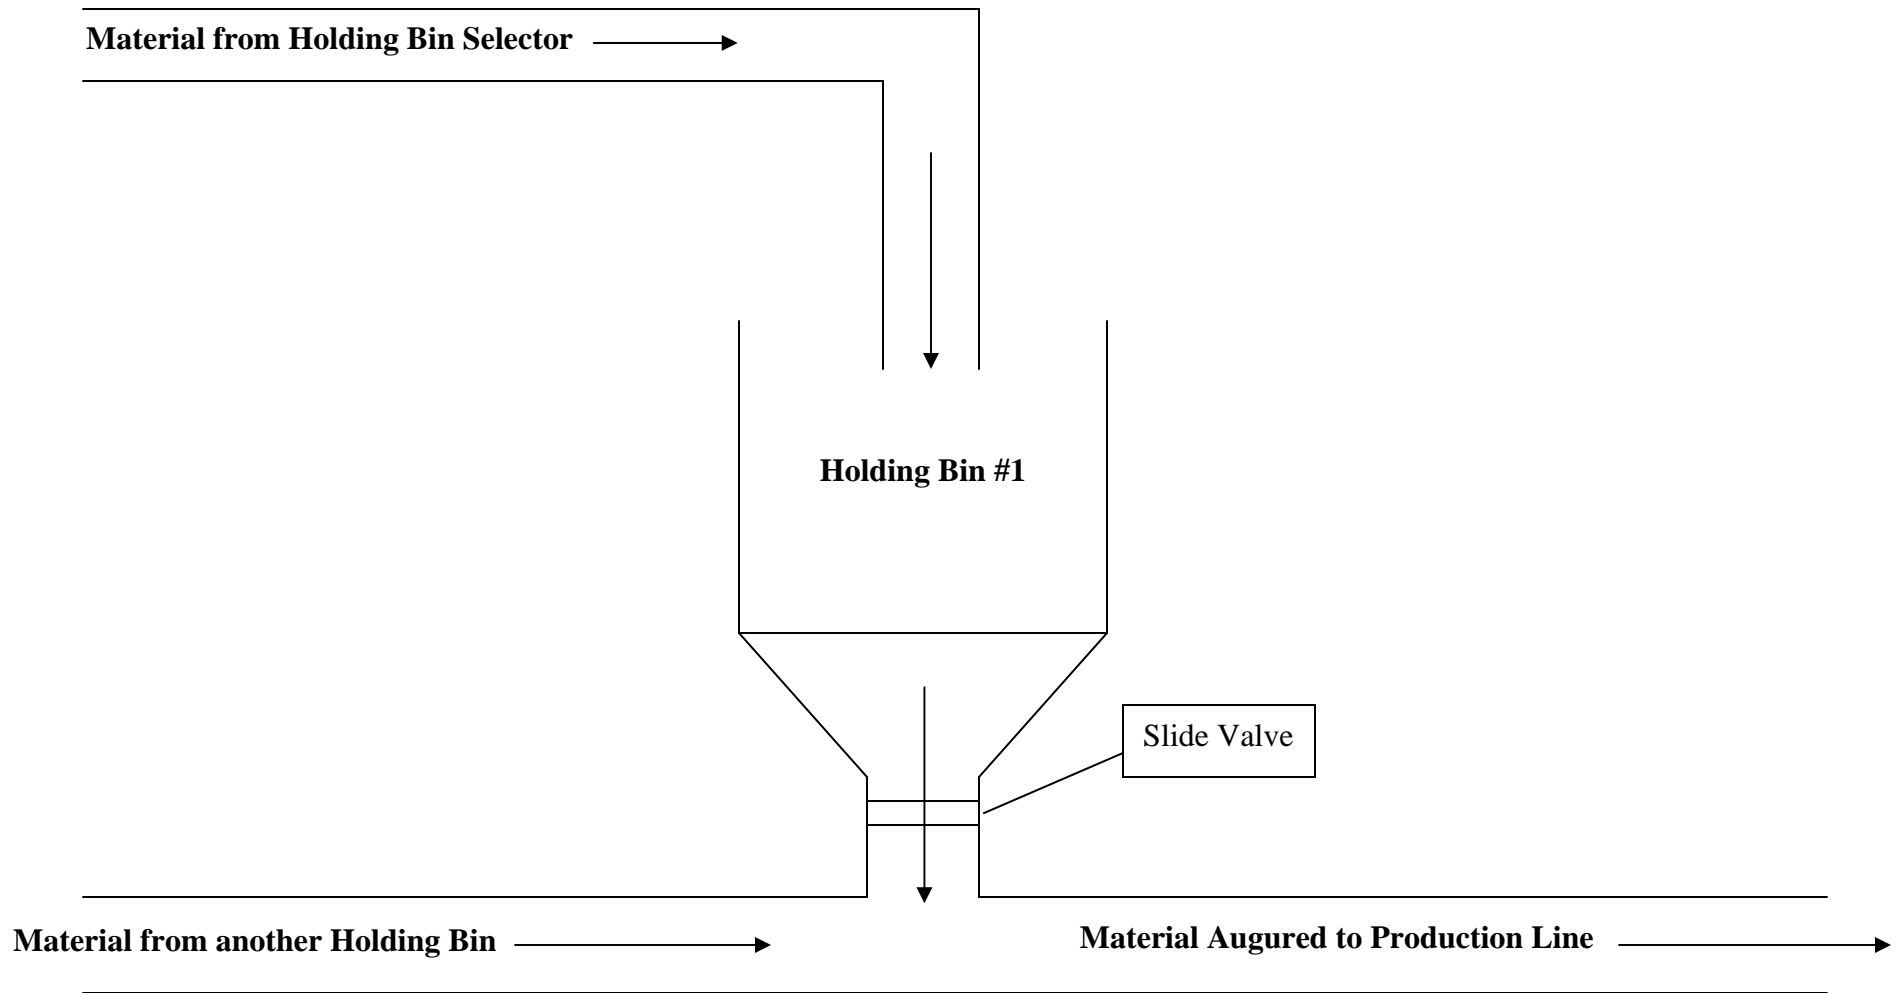 Material from Holding Bin Selector
Holding Bin #1
Slide Valve
Material from another Holding Bin
Material Augured to Production Line